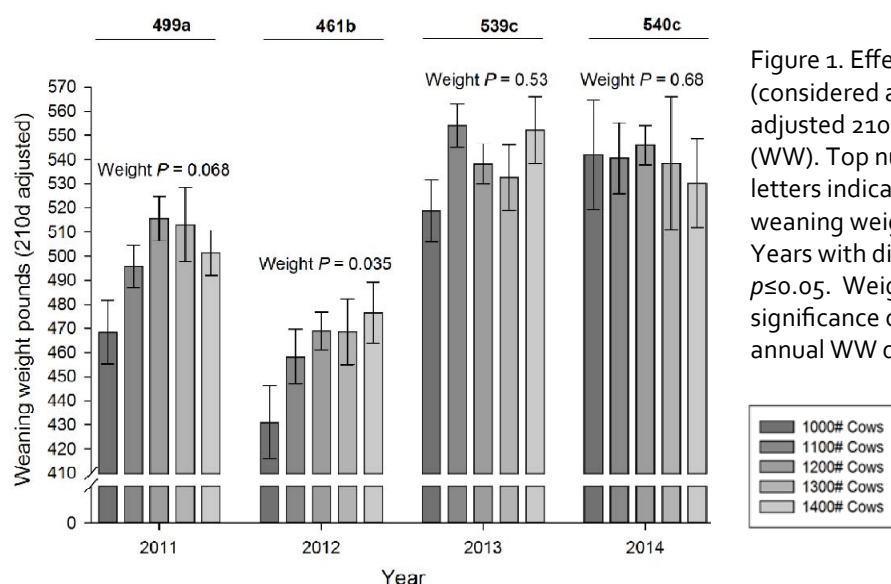 499a 461b 539c 540c
Weight P = 0.53 Weight P = 0.68
Weight P = 0.068
Weight P = 0.035
Weaning weight pounds (210d adjusted)
570
560
550
540
530
520
510
500
490
480
470
460
450
440
430
420
410
0
2011 2012 2013 2014
Year
Figure 1. Effe
(considered a
adjusted 210
(WW). Top nu
letters indica
weaning weig
Years with di
p≤0.05. Weig
significance o
annual WW o
1000# Cows
1100# Cows
1200# Cows
1300# Cows
1400# Cows